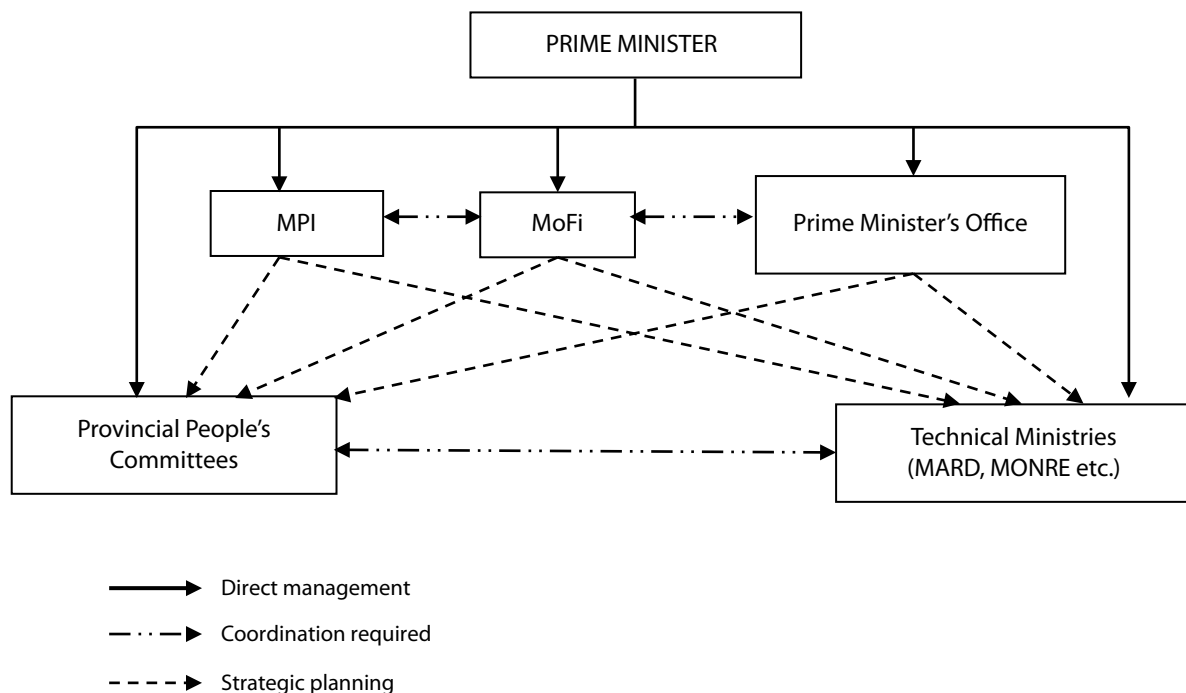 PRIME MINISTER
MPI
MoFi
Prime Minister’s Office
Provincial People’s
Committees
Technical Ministries
(MARD, MONRE etc.)
Direct management
Coordination required
Strategic planning